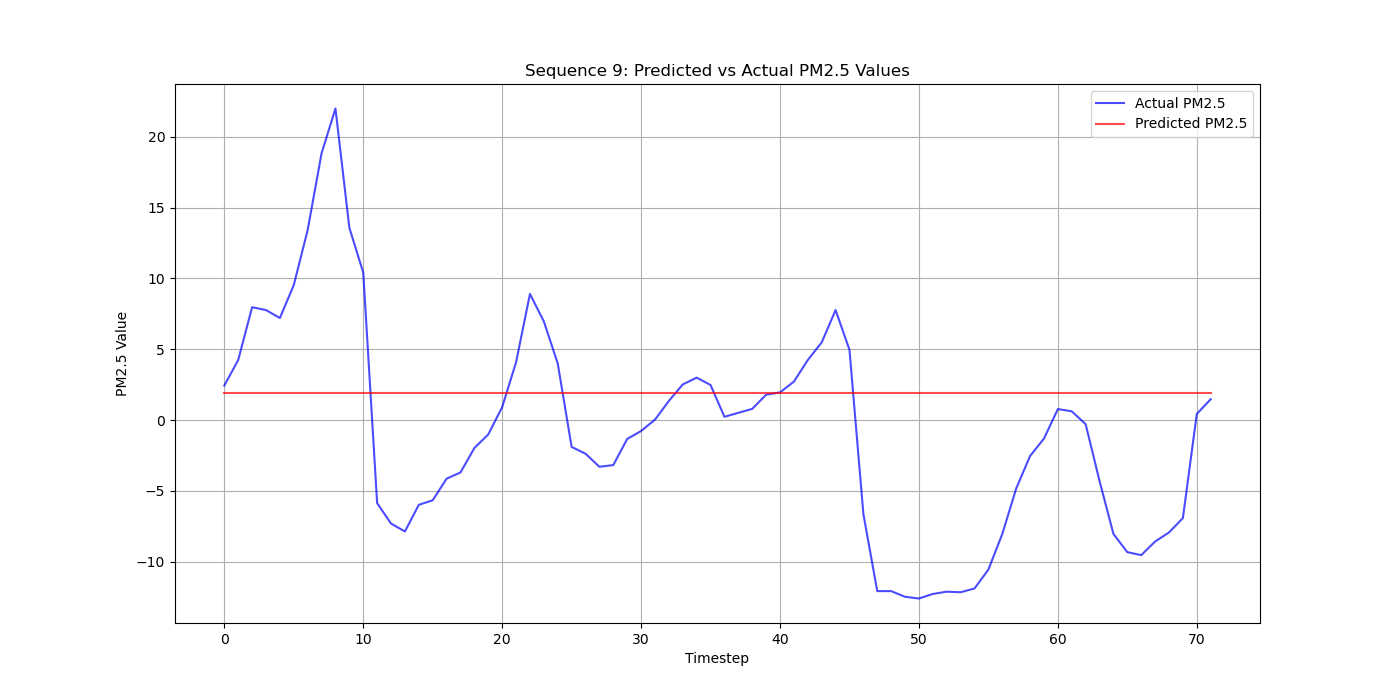 Sequence 9: Predicted vs Actual PM2.5 Values
Actual PM2.5
Predicted PM2.5
PM2.5 Value
20
15
10
5
0
−5
−10
0 10 20 30 40 50 60 70
Timestep